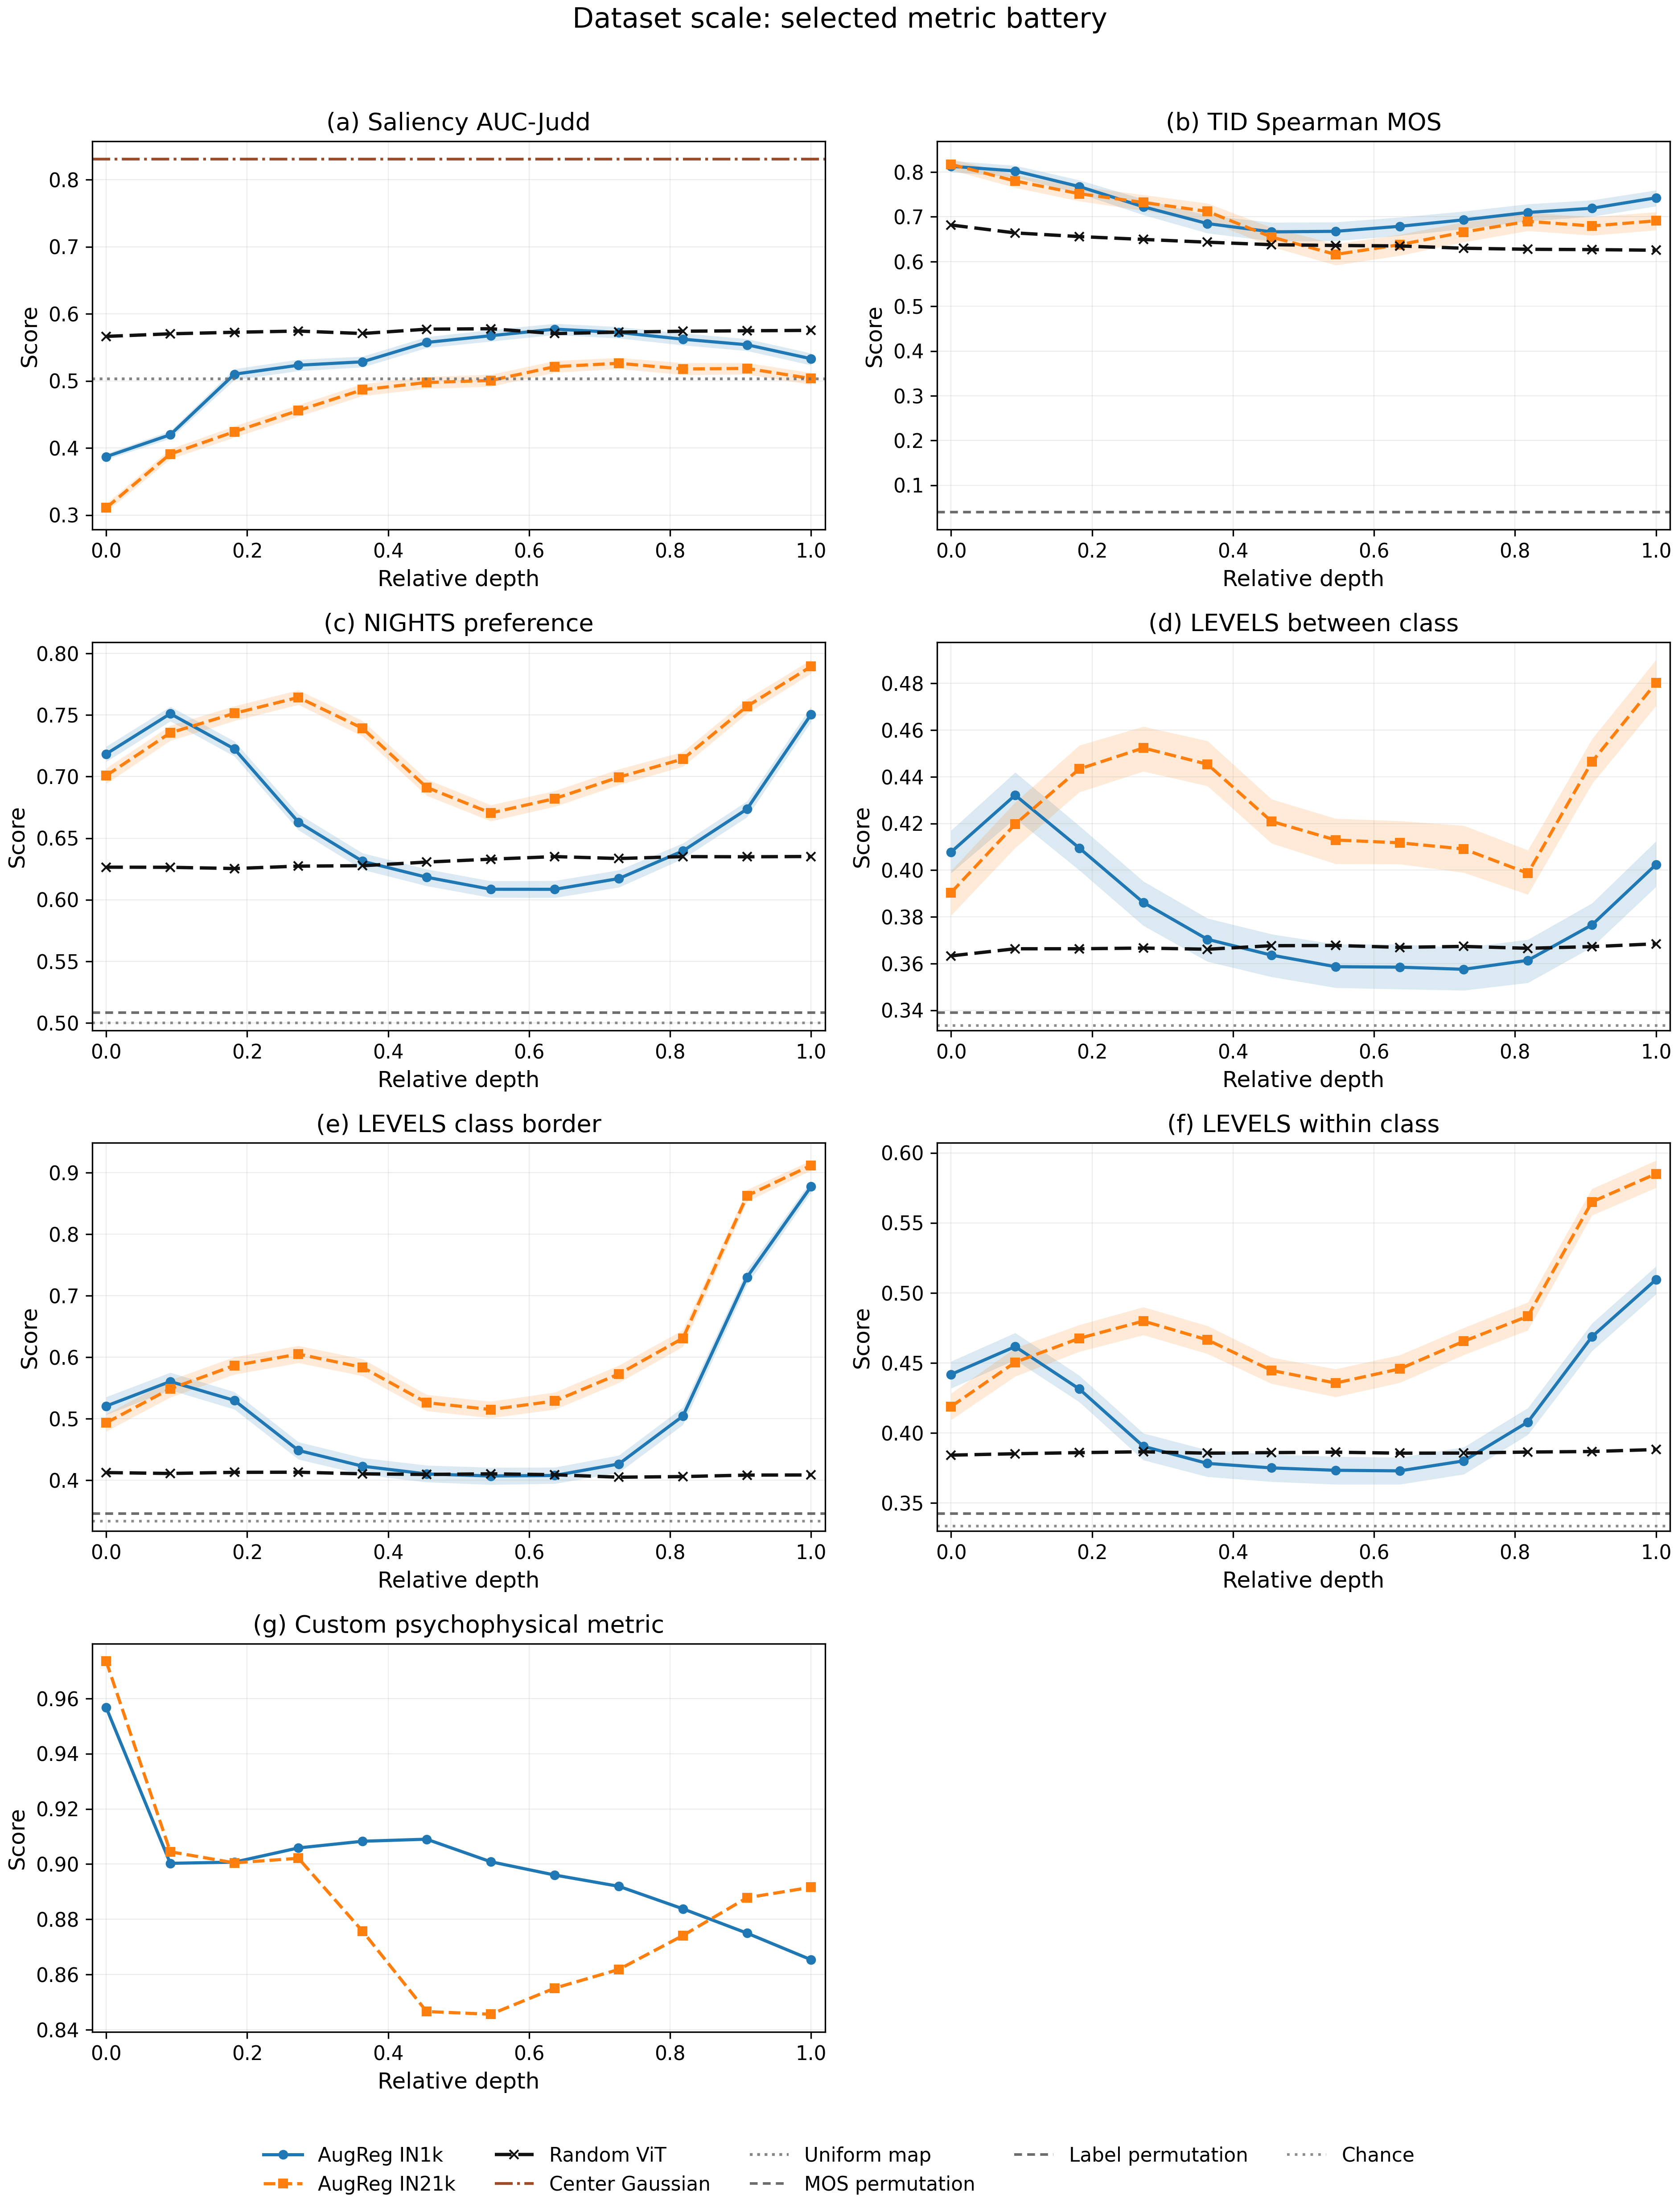 Dataset scale: selected metric battery
(a) Saliency AUC-Judd
Score
0.8
0.7
0.6
0.5
0.4
0.3
0.0 0.2 0.4 0.6 0.8 1.0
Relative depth
(b) TID Spearman MOS
Score
0.8
0.7
0.6
0.5
0.4
0.3
0.2
0.1
0.0 0.2 0.4 0.6 0.8 1.0
Relative depth
(c) NIGHTS preference
Score
0.80
0.75
0.70
0.65
0.60
0.55
0.50
0.0 0.2 0.4 0.6 0.8 1.0
Relative depth
(d) LEVELS between class
Score
0.48
0.46
0.44
0.42
0.40
0.38
0.36
0.34
0.0 0.2 0.4 0.6 0.8 1.0
Relative depth
(e) LEVELS class border
Score
0.9
0.8
0.7
0.6
0.5
0.4
0.0 0.2 0.4 0.6 0.8 1.0
Relative depth
(f) LEVELS within class
Score
0.60
0.55
0.50
0.45
0.40
0.35
0.0 0.2 0.4 0.6 0.8 1.0
Relative depth
(g) Custom psychophysical metric
Score
0.96
0.94
0.92
0.90
0.88
0.86
0.84
0.0 0.2 0.4 0.6 0.8 1.0
Relative depth
AugReg IN1k Random ViT Uniform map Label permutation Chance
AugReg IN21k Center Gaussian MOS permutation